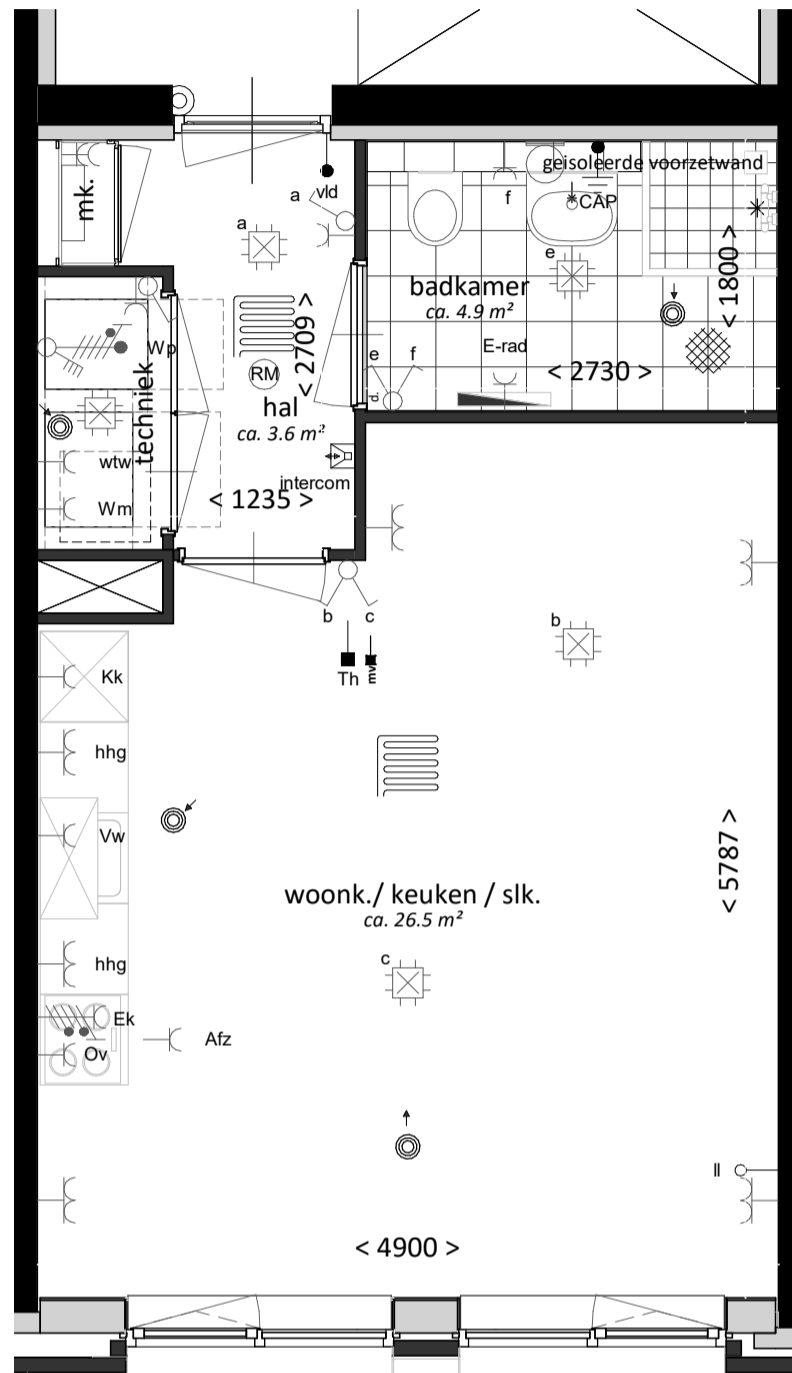 geisoleerde voorzetwand
mk.
a
vld
a
f
CAP
e
< 1800 >
badkamer
ca. 4.9 m²
E-rad
< 2730 >
e
f
d
Wp
techniek
wtw
Wm
RM
< 2709 >
hal
ca. 3.6 m²
intercom
< 1235 >
b
c
Th
mv
b
Kk
hhg
Vw
hhg
Ek
Ov
Afz
woonk./ keuken / slk.
ca. 26.5 m²
< 5787 >
c
II
< 4900 >